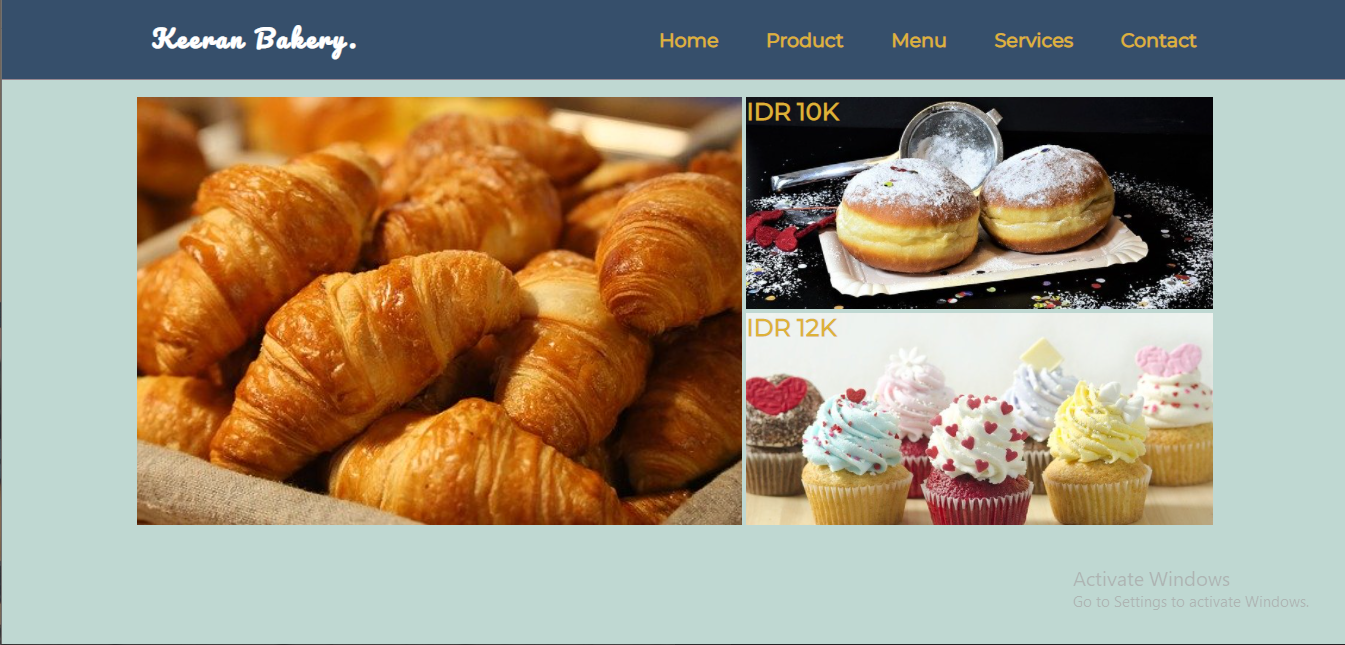 Keeran Bakery.
Home Product Menu Services Contact
IDR 10K
IDR 12K
Activate Windows
Go to Settings to activate Windows.